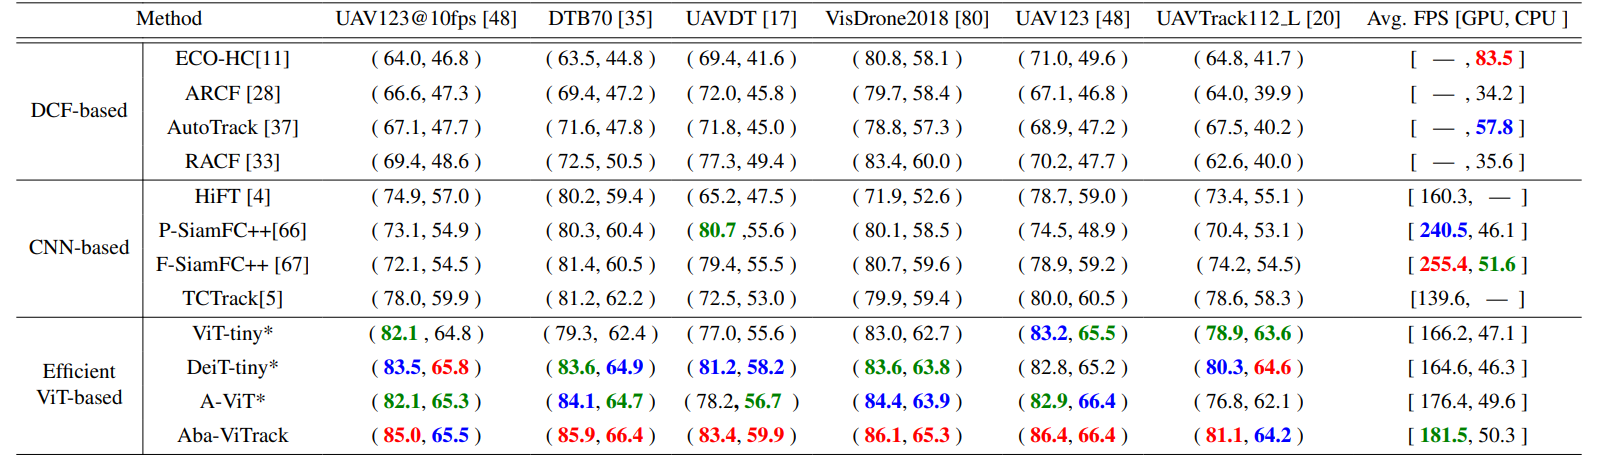 Method UAV123@10fps [48] DTB70 [35] UAVDT [17] VisDrone2018 [80] UAV123 [48] UAVTrack112_L [20] Avg. FPS [GPU, CPU ]
DCF-based
ECO-HC[11] ( 64.0, 46.8 ) ( 63.5, 44.8 ) ( 69.4, 41.6 ) ( 80.8, 58.1 ) ( 71.0, 49.6 ) ( 64.8, 41.7 ) [ — , 83.5 ]
ARCF [28] ( 66.6, 47.3 ) ( 69.4, 47.2 ) ( 72.0, 45.8 ) ( 79.7, 58.4 ) ( 67.1, 46.8 ) ( 64.0, 39.9 ) [ — , 34.2 ]
AutoTrack [37] ( 67.1, 47.7 ) ( 71.6, 47.8 ) ( 71.8, 45.0 ) ( 78.8, 57.3 ) ( 68.9, 47.2 ) ( 67.5, 40.2 ) [ — , 57.8 ]
RACF [33] ( 69.4, 48.6 ) ( 72.5, 50.5 ) ( 77.3, 49.4 ) ( 83.4, 60.0 ) ( 70.2, 47.7 ) ( 62.6, 40.0 ) [ — , 35.6 ]
CNN-based
HiFT [4] ( 74.9, 57.0 ) ( 80.2, 59.4 ) ( 65.2, 47.5 ) ( 71.9, 52.6 ) ( 78.7, 59.0 ) ( 73.4, 55.1 ) [ 160.3, — ]
P-SiamFC++[66] ( 73.1, 54.9 ) ( 80.3, 60.4 ) ( 80.7 ,55.6 ) ( 80.1, 58.5 ) ( 74.5, 48.9 ) ( 70.4, 53.1 ) [ 240.5, 46.1 ]
F-SiamFC++ [67] ( 72.1, 54.5 ) ( 81.4, 60.5 ) ( 79.4, 55.5 ) ( 80.7, 59.6 ) ( 78.9, 59.2 ) ( 74.2, 54.5) [ 255.4, 51.6 ]
TCTrack[5] ( 78.0, 59.9 ) ( 81.2, 62.2 ) ( 72.5, 53.0 ) ( 79.9, 59.4 ) ( 80.0, 60.5 ) ( 78.6, 58.3 ) [139.6, — ]
Efficient
ViT-based
ViT-tiny* ( 82.1 , 64.8 ) ( 79.3, 62.4 ) ( 77.0, 55.6 ) ( 83.0, 62.7 ) ( 83.2, 65.5 ) ( 78.9, 63.6 ) [ 166.2, 47.1 ]
DeiT-tiny* ( 83.5, 65.8 ) ( 83.6, 64.9 ) ( 81.2, 58.2 ) ( 83.6, 63.8 ) ( 82.8, 65.2 ) ( 80.3, 64.6 ) [ 164.6, 46.3 ]
A-ViT* ( 82.1, 65.3 ) ( 84.1, 64.7 ) ( 78.2, 56.7 ) ( 84.4, 63.9 ) ( 82.9, 66.4 ) ( 76.8, 62.1 ) [ 176.4, 49.6 ]
Aba-ViTrack ( 85.0, 65.5 ) ( 85.9, 66.4 ) ( 83.4, 59.9 ) ( 86.1, 65.3 ) ( 86.4, 66.4 ) ( 81.1, 64.2 ) [ 181.5, 50.3 ]